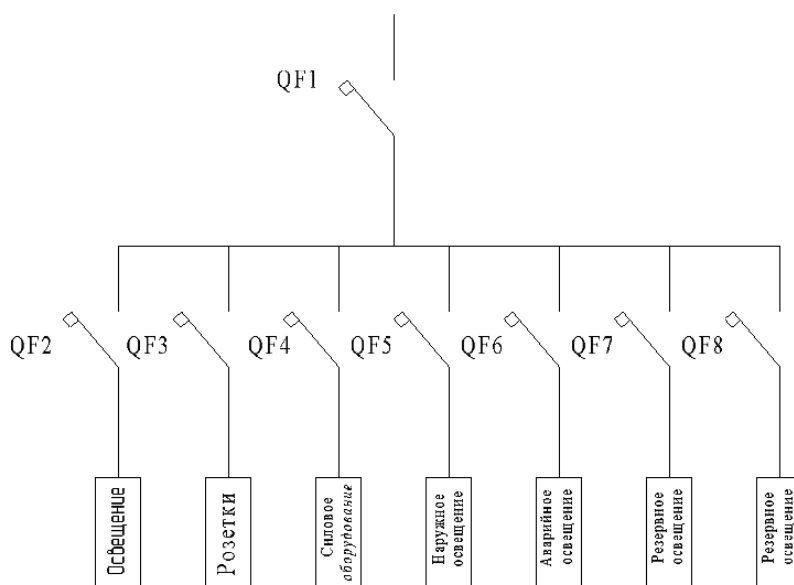 QF1
QF2
QF3
QF4
QF5
QF6
QF7
QF8
Освещение
Розетки
Силовое
оборудование
Наружное
освещение
Аварийное
освещение
Резервное
освещение
Резервное
освещение